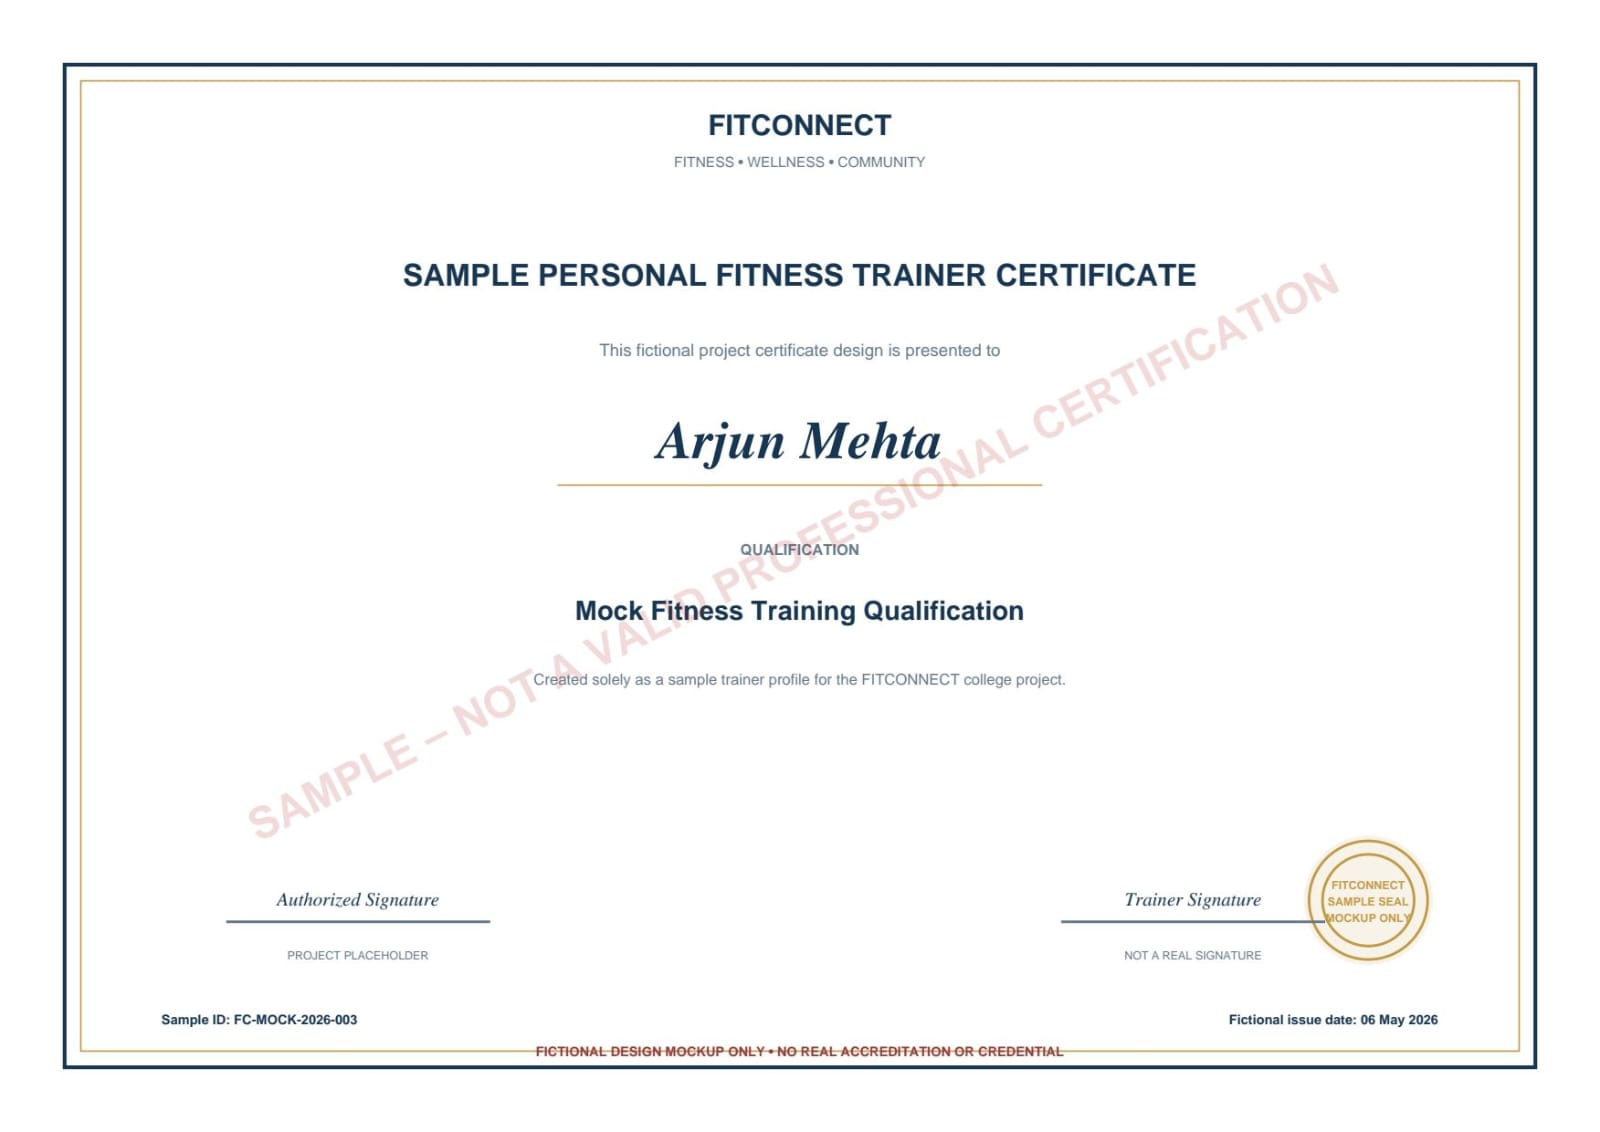 FITCONNECT
FITNESS • WELLNESS • COMMUNITY
SAMPLE PERSONAL FITNESS TRAINER CERTIFICATE
This fictional project certificate design is presented to
Arjun Mehta
QUALIFICATION
Mock Fitness Training Qualification
Created solely as a sample trainer profile for the FITCONNECT college project.
SAMPLE – NOT A VALID PROFESSIONAL CERTIFICATION
Authorized Signature
PROJECT PLACEHOLDER
Trainer Signature
NOT A REAL SIGNATURE
FITCONNECT
SAMPLE SEAL
MOCKUP ONLY
Sample ID: FC-MOCK-2026-003
Fictional issue date: 06 May 2026
FICTIONAL DESIGN MOCKUP ONLY • NO REAL ACCREDITATION OR CREDENTIAL